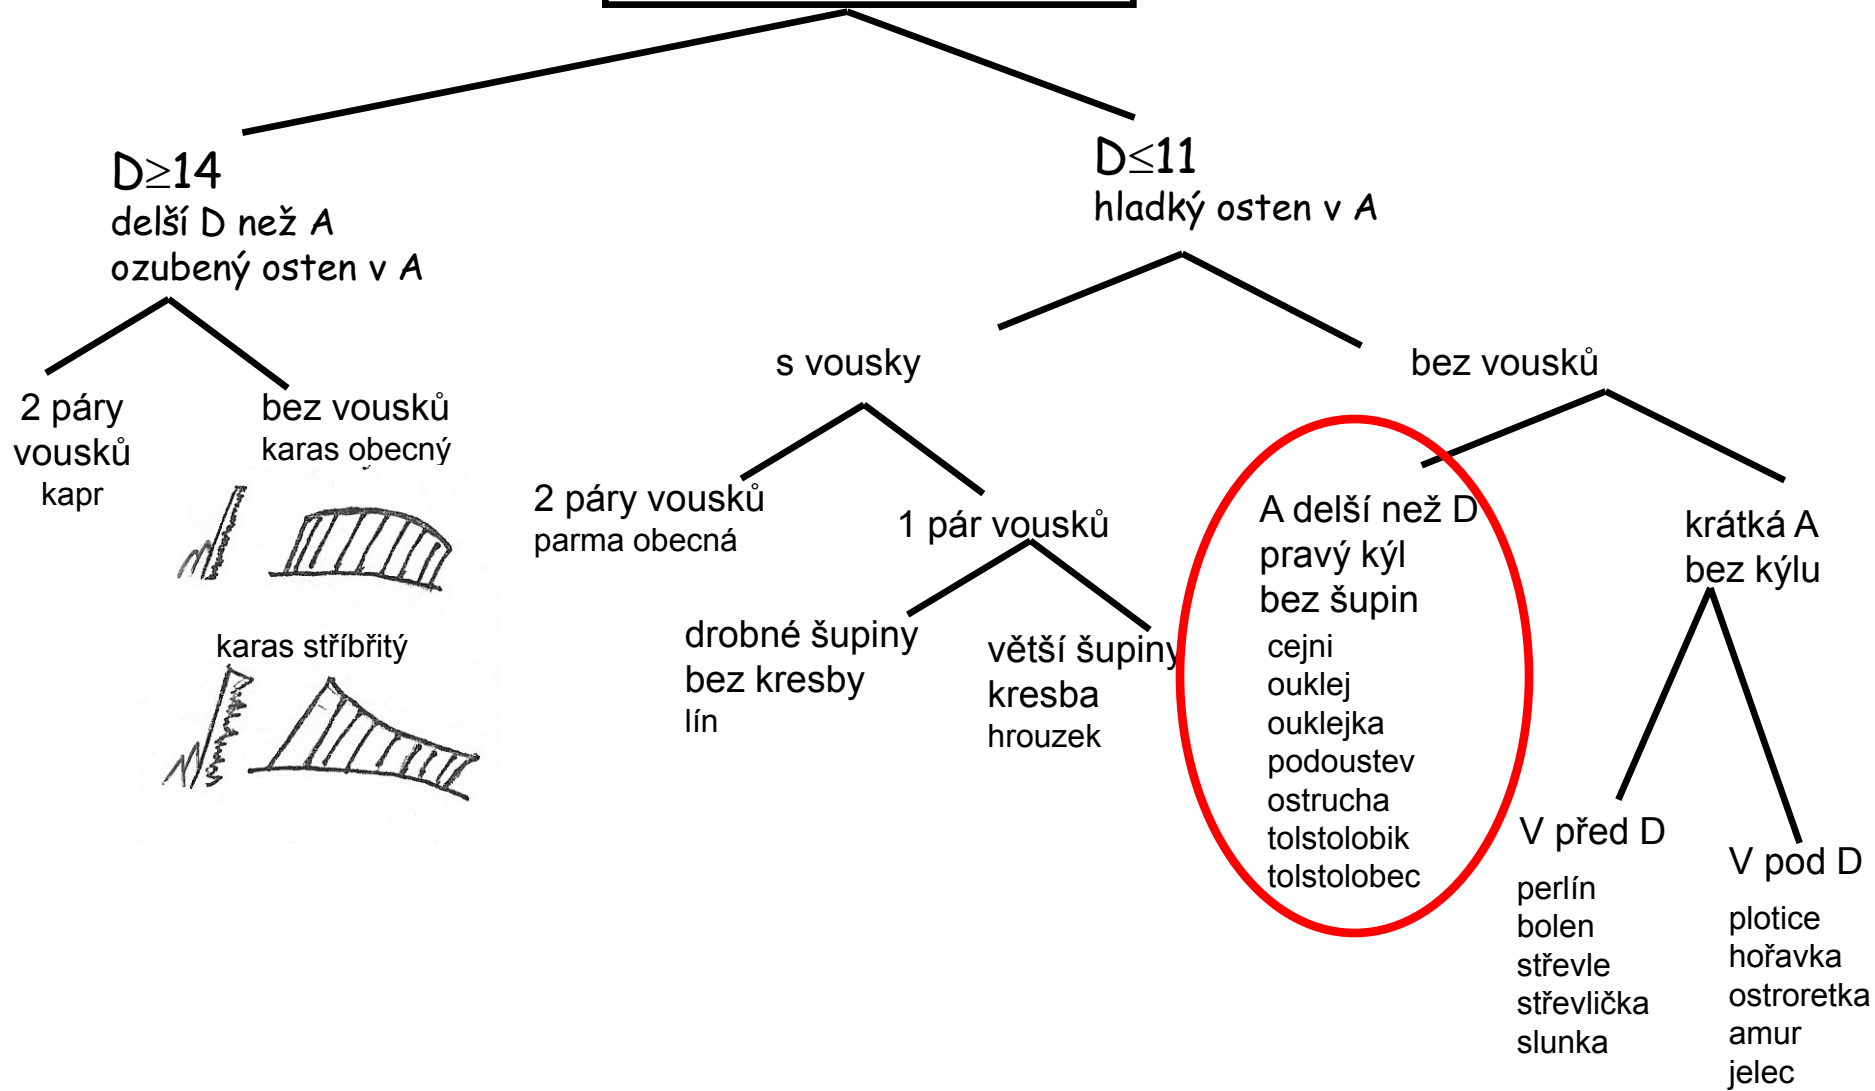 D≥14
delší D než A
ozubený osten v A
D≤11
hladký osten v A
2 páry
vousků
kapr
bez vousků
karas obecný
karas stříbřitý
s vousky
bez vousků
2 páry vousků
parma obecná
1 pár vousků
drobné šupiny
bez kresby
lín
větší šupiny
kresba
hrouzek
A delší než D
pravý kýl
bez šupin
cejni
ouklej
ouklejka
podoustev
ostrucha
tolstolobik
tolstolobec
krátká A
bez kýlu
V před D
perlín
bolen
střevle
střevlička
slunka
V pod D
plotice
hořavka
ostroretka
amur
jelec